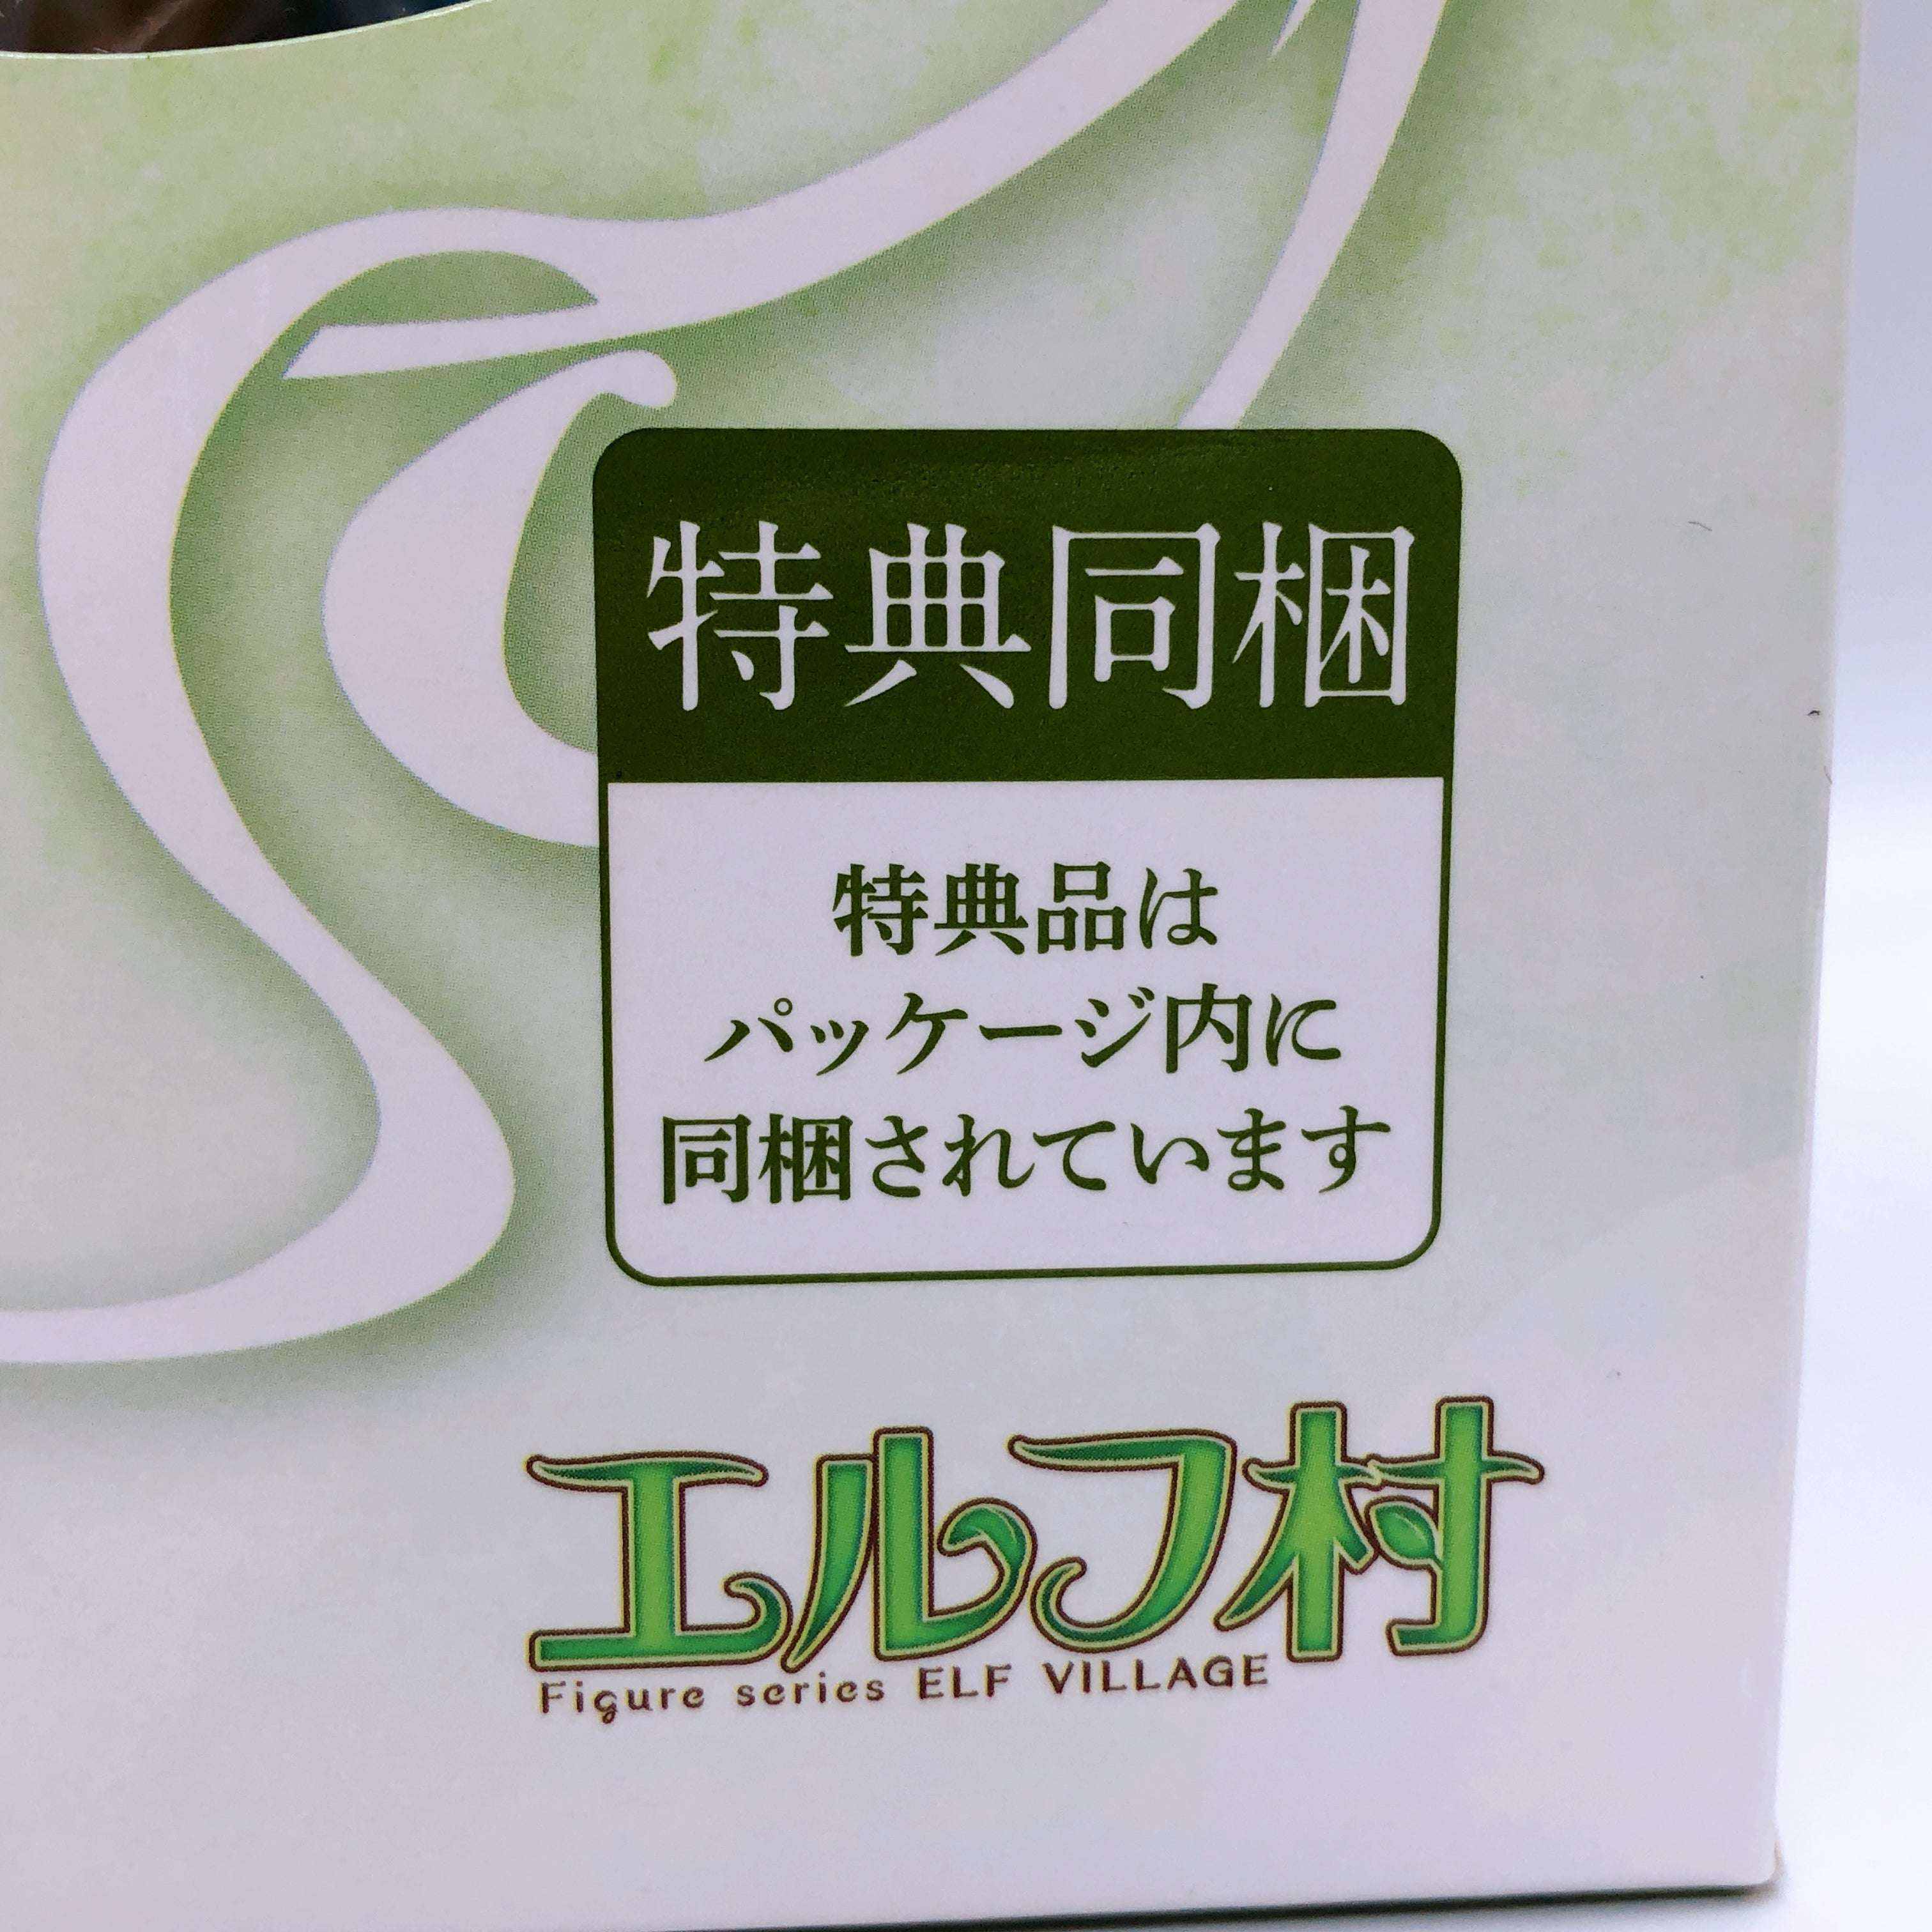 特典同梱
特典品は
パッケージ内に
同梱されています
エルフ村
Figure series ELF VILLAGE